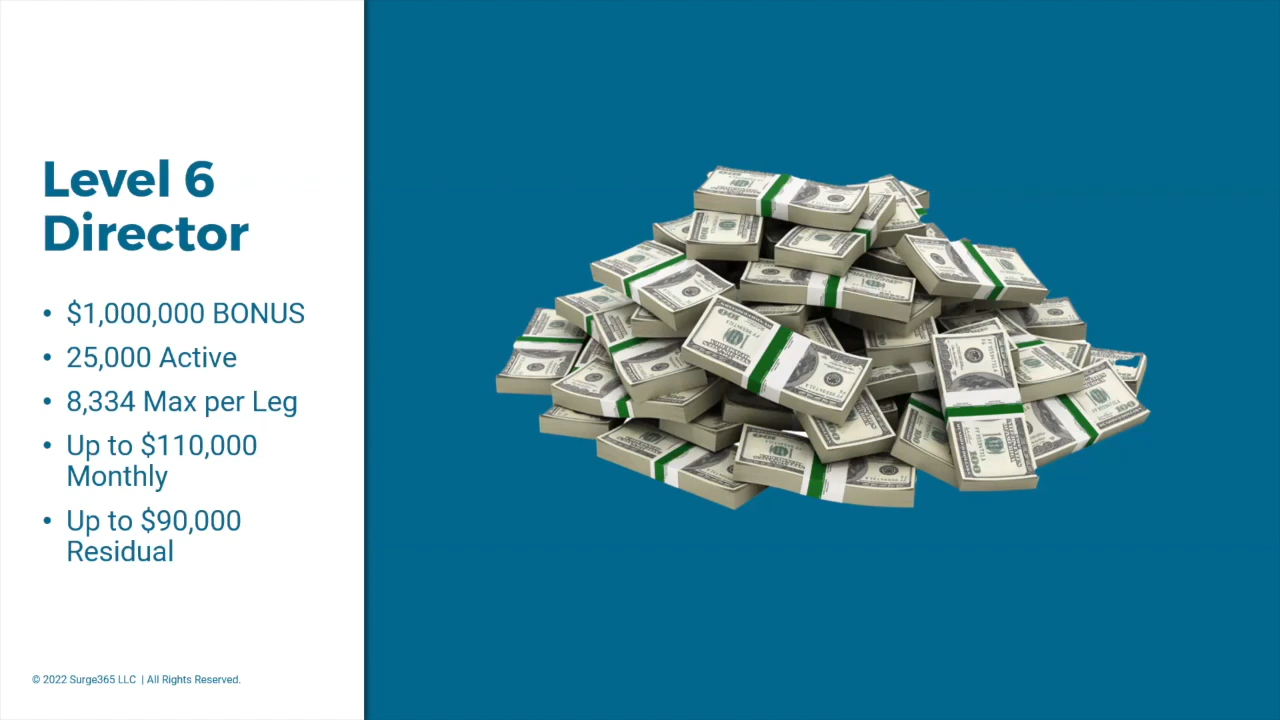 Level 6
Director
• $1,000,000 BONUS
• 25,000 Active
• 8,334 Max per Leg
• Up to $110,000
Monthly
• Up to $90,000
Residual
© 2022 Surge365 LLC | All Rights Reserved.